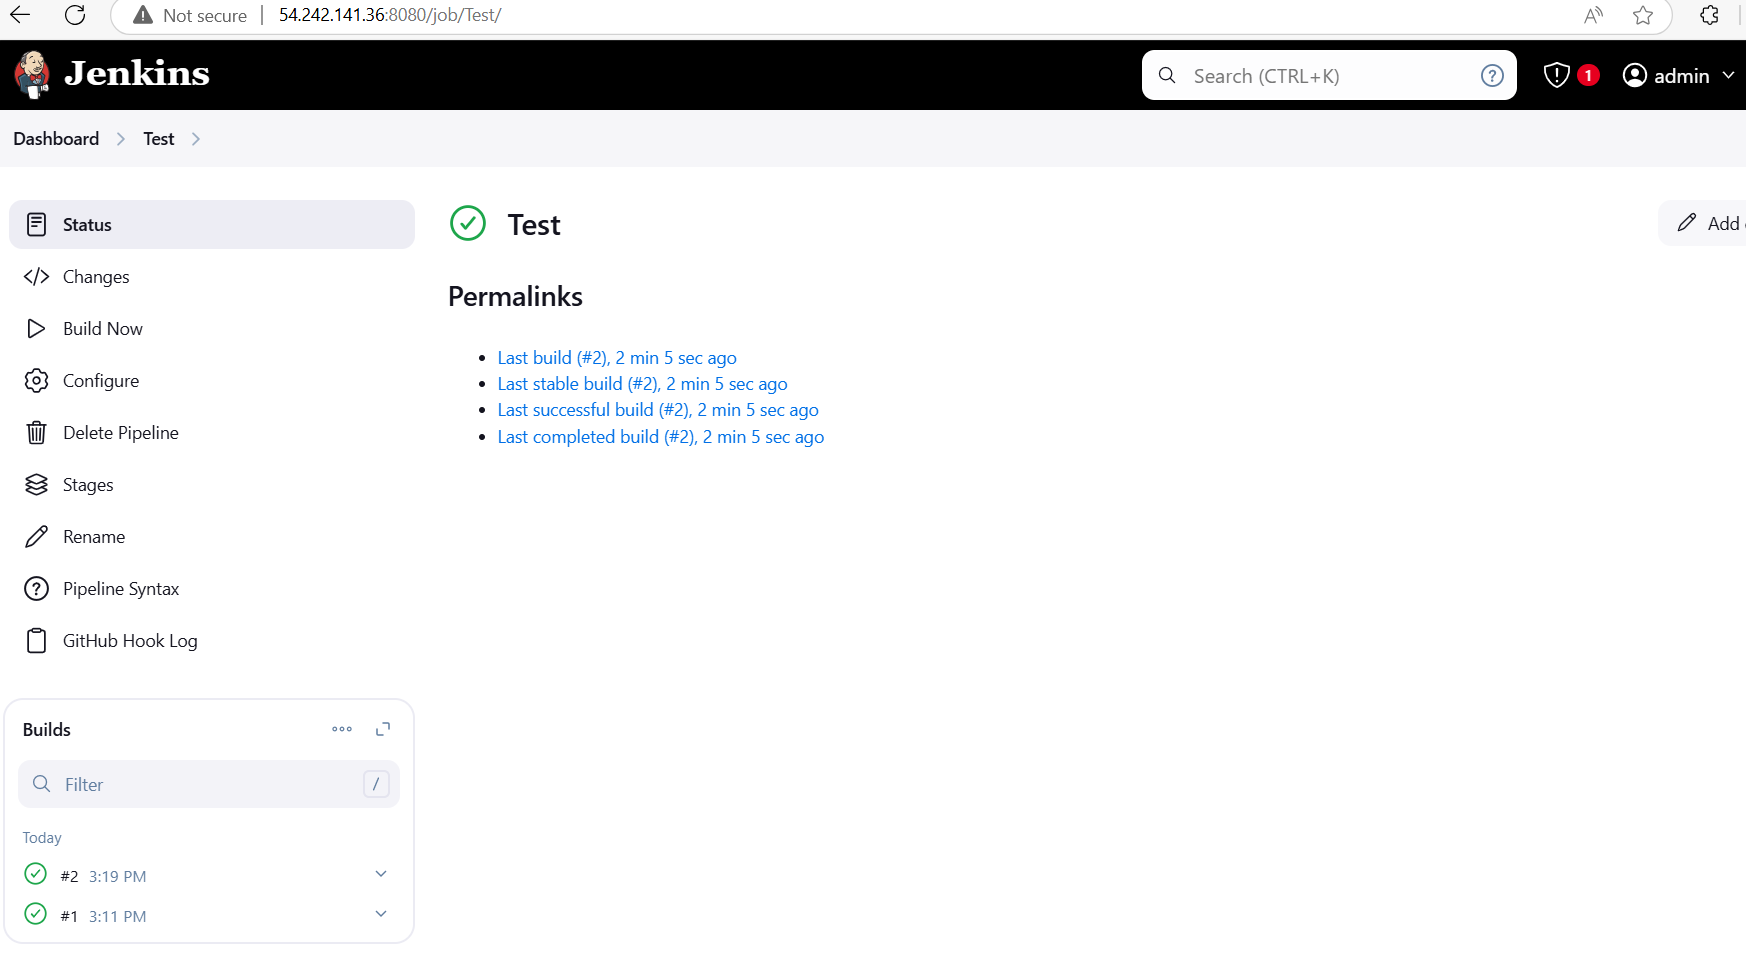 Not secure | 54.242.141.36:8080/job/Test/
Jenkins
Search (CTRL+K)
?
1
admin
Dashboard > Test >
Status
Test
Add
Changes
Permalinks
Build Now
Last build (#2), 2 min 5 sec ago
Configure
Last stable build (#2), 2 min 5 sec ago
Last successful build (#2), 2 min 5 sec ago
Delete Pipeline
Last completed build (#2), 2 min 5 sec ago
Stages
Rename
Pipeline Syntax
GitHub Hook Log
Builds
Filter
/
Today
#2 3:19 PM
#1 3:11 PM